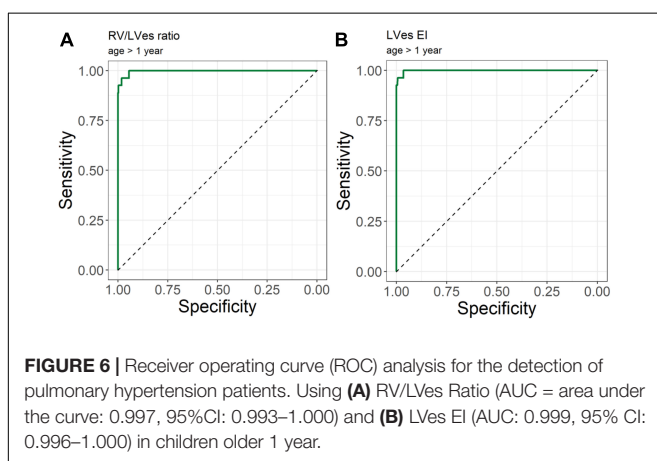 A
RV/LVes ratio
age > 1 year
1.00
0.75
0.50
0.25
0.00
Sensitivity
1.00 0.75 0.50 0.25 0.00
Specificity
B
LVes EI
age > 1 year
1.00
0.75
0.50
0.25
0.00
Sensitivity
1.00 0.75 0.50 0.25 0.00
Specificity
FIGURE 6 | Receiver operating curve (ROC) analysis for the detection of
pulmonary hypertension patients. Using (A) RV/LVes Ratio (AUC = area under
the curve: 0.997, 95%CI: 0.993–1.000) and (B) LVes EI (AUC: 0.999, 95% CI:
0.996–1.000) in children older 1 year.